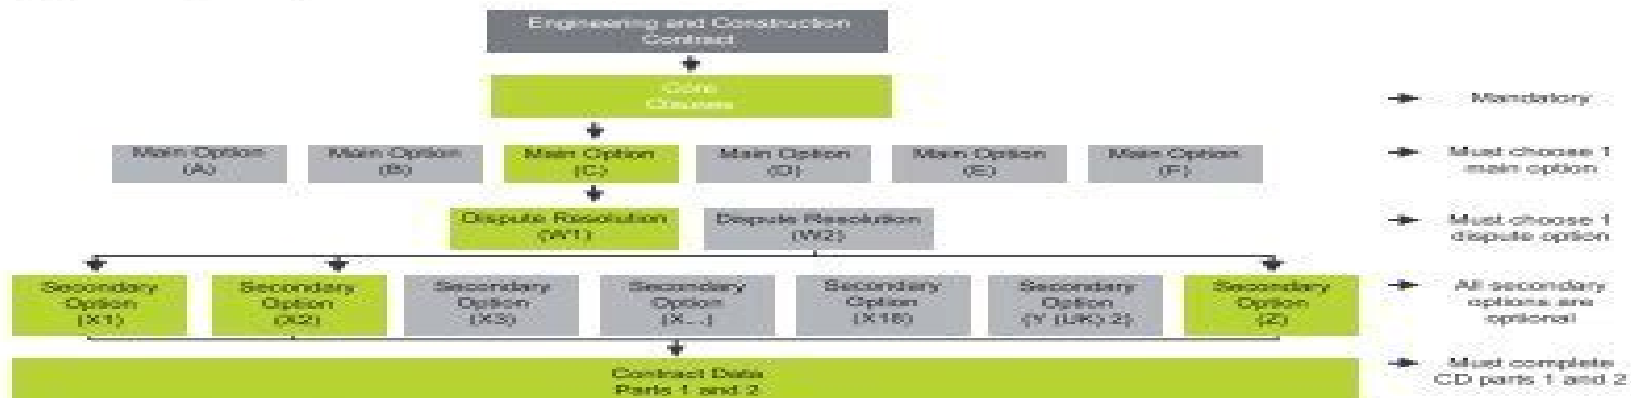 Engineering and Construction
Contract
Core
Clauses
Mandatory
Main Option
(A)
Main Option
(B)
Main Option
(C)
Main Option
(D)
Main Option
(E)
Main Option
(F)
Must choose 1
main option
Dispute Resolution
(W1)
Dispute Resolution
(W2)
Must choose 1
dispute option
Secondary
Option
(X1)
Secondary
Option
(X2)
Secondary
Option
(X3)
Secondary
Option
(X...)
Secondary
Option
(X18)
Secondary
Option
(Y (UK) 2)
Secondary
Option
(Z)
All secondary
options are
optional
Contract Data
Parts 1 and 2
Must complete
CD parts 1 and 2